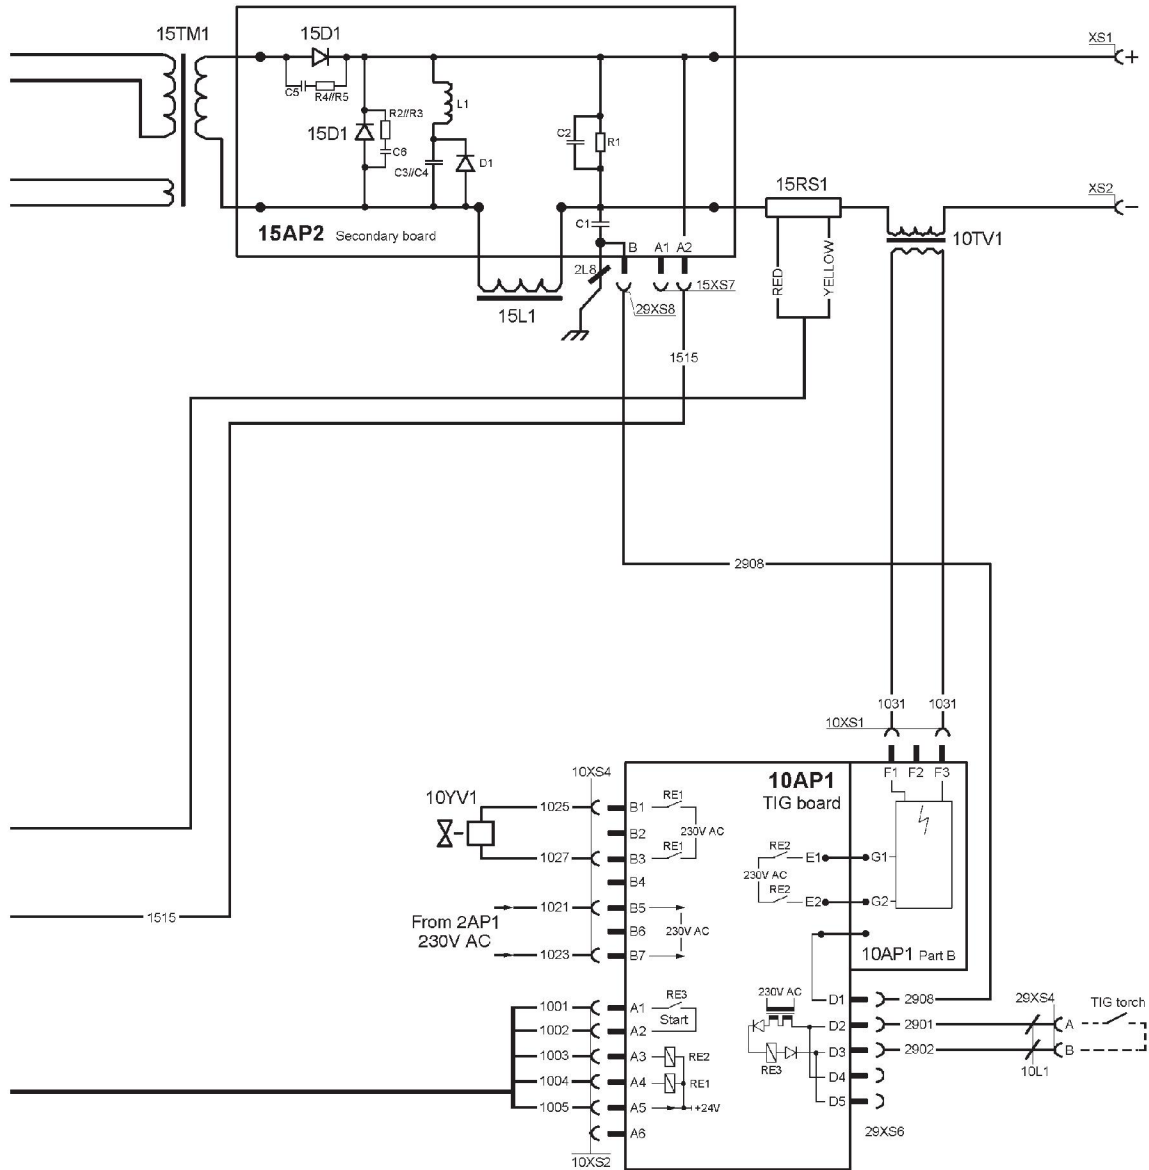 15TM1
15D1
XS1
+
C5
R4//R5
L1
R2//R3
15D1
C6
C3//C4
D1
C2
R1
15RS1
XS2
-
C1
15AP2 Secondary board
B A1 A2
10TV1
2L8
RED
YELLOW
15XS7
29XS8
15L1
1515
2908
1031 1031
10XS1
10XS4
10AP1
TIG board
F1 F2 F3
10YV1
1025
B1
RE1
B2
230V AC
1027
B3
RE1
RE2
E1
G1
230V AC
B4
RE2
E2
G2
1515
From 2AP1
230V AC
1021
B5
B6
230V AC
1023
B7
10AP1 Part B
230V AC
D1
2908
29XS4
TIG torch
1001
A1
RE3
Start
D2
2901
A
1002
A2
1003
A3
RE2
RE3
D3
2902
B
10L1
1004
A4
RE1
D4
1005
A5
+24V
D5
A6
29XS6
10XS2